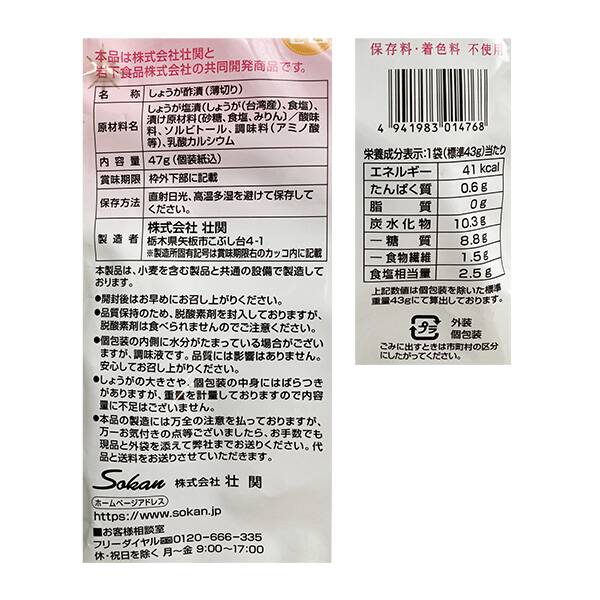 本品は株式会社壮関と
岩下食品株式会社の共同開発商品です。
名称 しょうが酢漬(薄切り)
原材料名 しょうが塩漬(しょうが(台湾産)、食塩)、
漬け原材料(砂糖、食塩、みりん)/酸味
料、ソルビトール、調味料(アミノ酸
等)、乳酸カルシウム
内容量 47g(個装紙込)
賞味期限 枠外下部に記載
保存方法 直射日光、高温多湿を避けて保存して
ください。
製造者 株式会社 壮関
栃木県矢板市こぶし台4-1
※製造所固有記号は賞味期限右のカッコ内に記載
本製品は、小麦を含む製品と共通の設備で製造して
おります。
●開封後はお早めにお召し上がりください。
●品質保持のため、脱酸素剤を封入しておりますが、
脱酸素剤は食べられませんのでご注意ください。
●個包装の内側に水分がたまっている場合がござい
ますが、調味液です。品質には影響はありません。
安心してお召し上がりください。
●しょうがの大きさや、個包装の中身にはばらつき
がありますが、重量を計量しておりますので内容
量に不足はございません。
●本品の製造には万全の注意を払っておりますが、
万一お気付きの点等ございましたら、お手数でも
現品と外袋を添えて弊社までお送りください。代
品と送料をお送りさせていただきます。
Sokan 株式会社 壮関
ホームページアドレス
https://www.sokan.jp
■お客様相談室
フリーダイヤル 0120-666-335
休・祝日を除く 月〜金 9:00〜17:00
保存料・着色料 不使用
4 941983 014768
栄養成分表示:1袋(標準43g)当たり
エネルギー 41kcal
たんぱく質 0.6g
脂質 0g
炭水化物 10.3g
-糖質 8.8g
-食物繊維 1.5g
食塩相当量 2.5g
上記数値は個包装を除いた標準
重量43gにて算出しております。
プラ 外装
個包装
ごみに出すときは市町村の区分
にしたがってください。